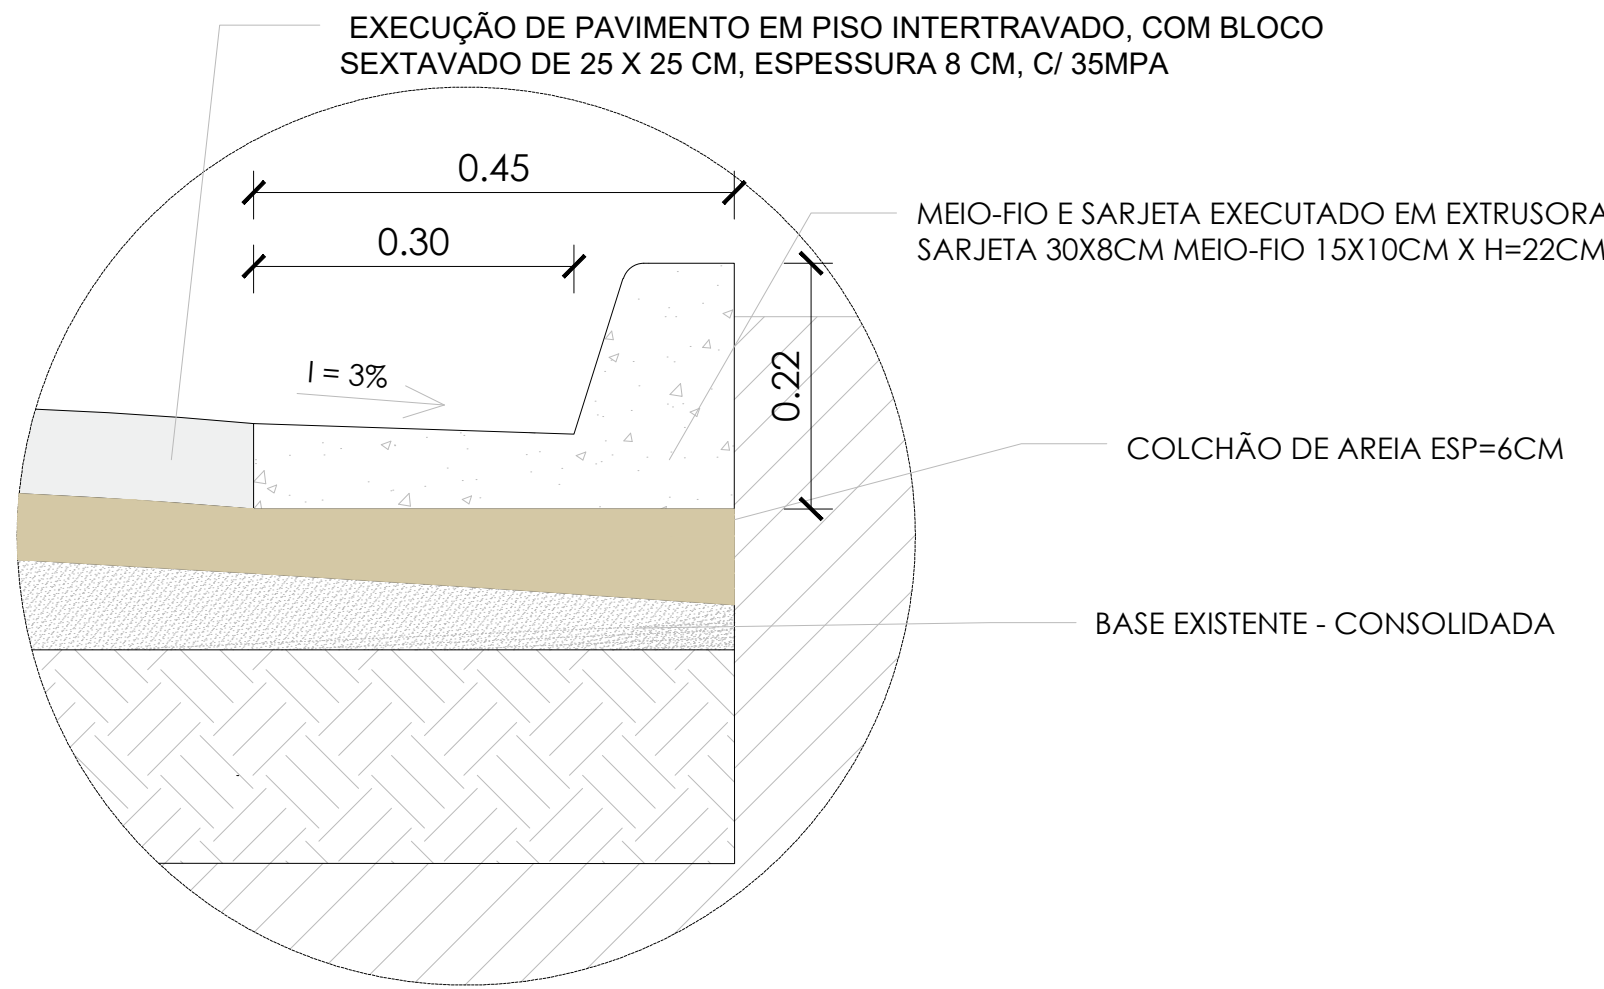 EXECUÇÃO DE PAVIMENTO EM PISO INTERTRAVADO, COM BLOCO
SEXTAVADO DE 25 X 25 CM, ESPESSURA 8 CM, C/ 35MPA
0.45
MEIO-FIO E SARJETA EXECUTADO EM EXTRUSORA
SARJETA 30X8CM MEIO-FIO 15X10CM X H=22CM
0.30
I = 3%
0.22
COLCHÃO DE AREIA ESP=6CM
BASE EXISTENTE - CONSOLIDADA